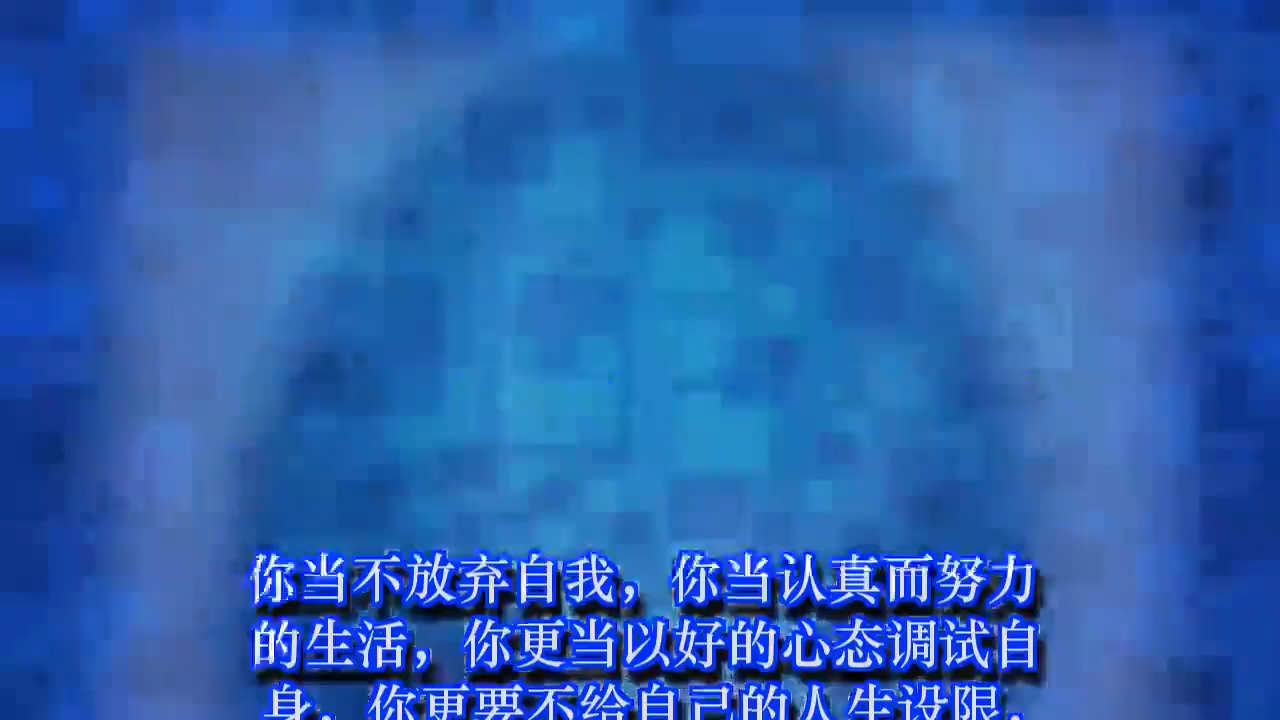 你当不放弃自我，你当认真而努力
的生活，你更当以好的心态调试自
身，你更要不给自己的人生设限，